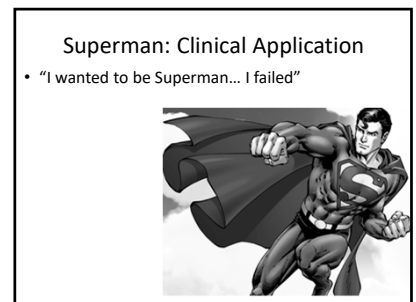 Superman: Clinical Application
• “I wanted to be Superman… I failed”